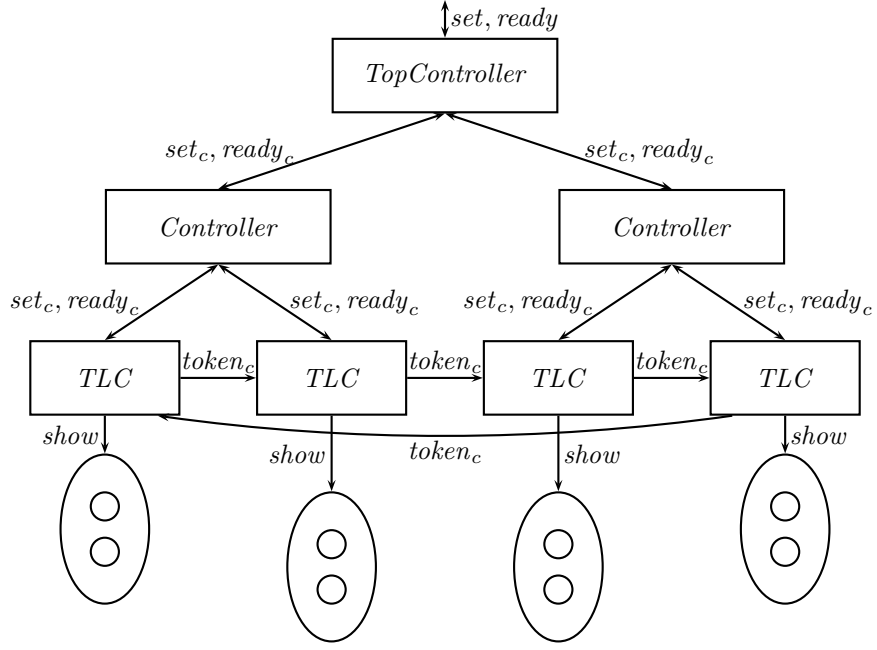 set, ready
TopController
set_c, ready_c
set_c, ready_c
Controller
Controller
set_c, ready_c
set_c, ready_c
set_c, ready_c
set_c, ready_c
TLC
token_c
TLC
token_c
TLC
token_c
TLC
show
show
token_c
show
show